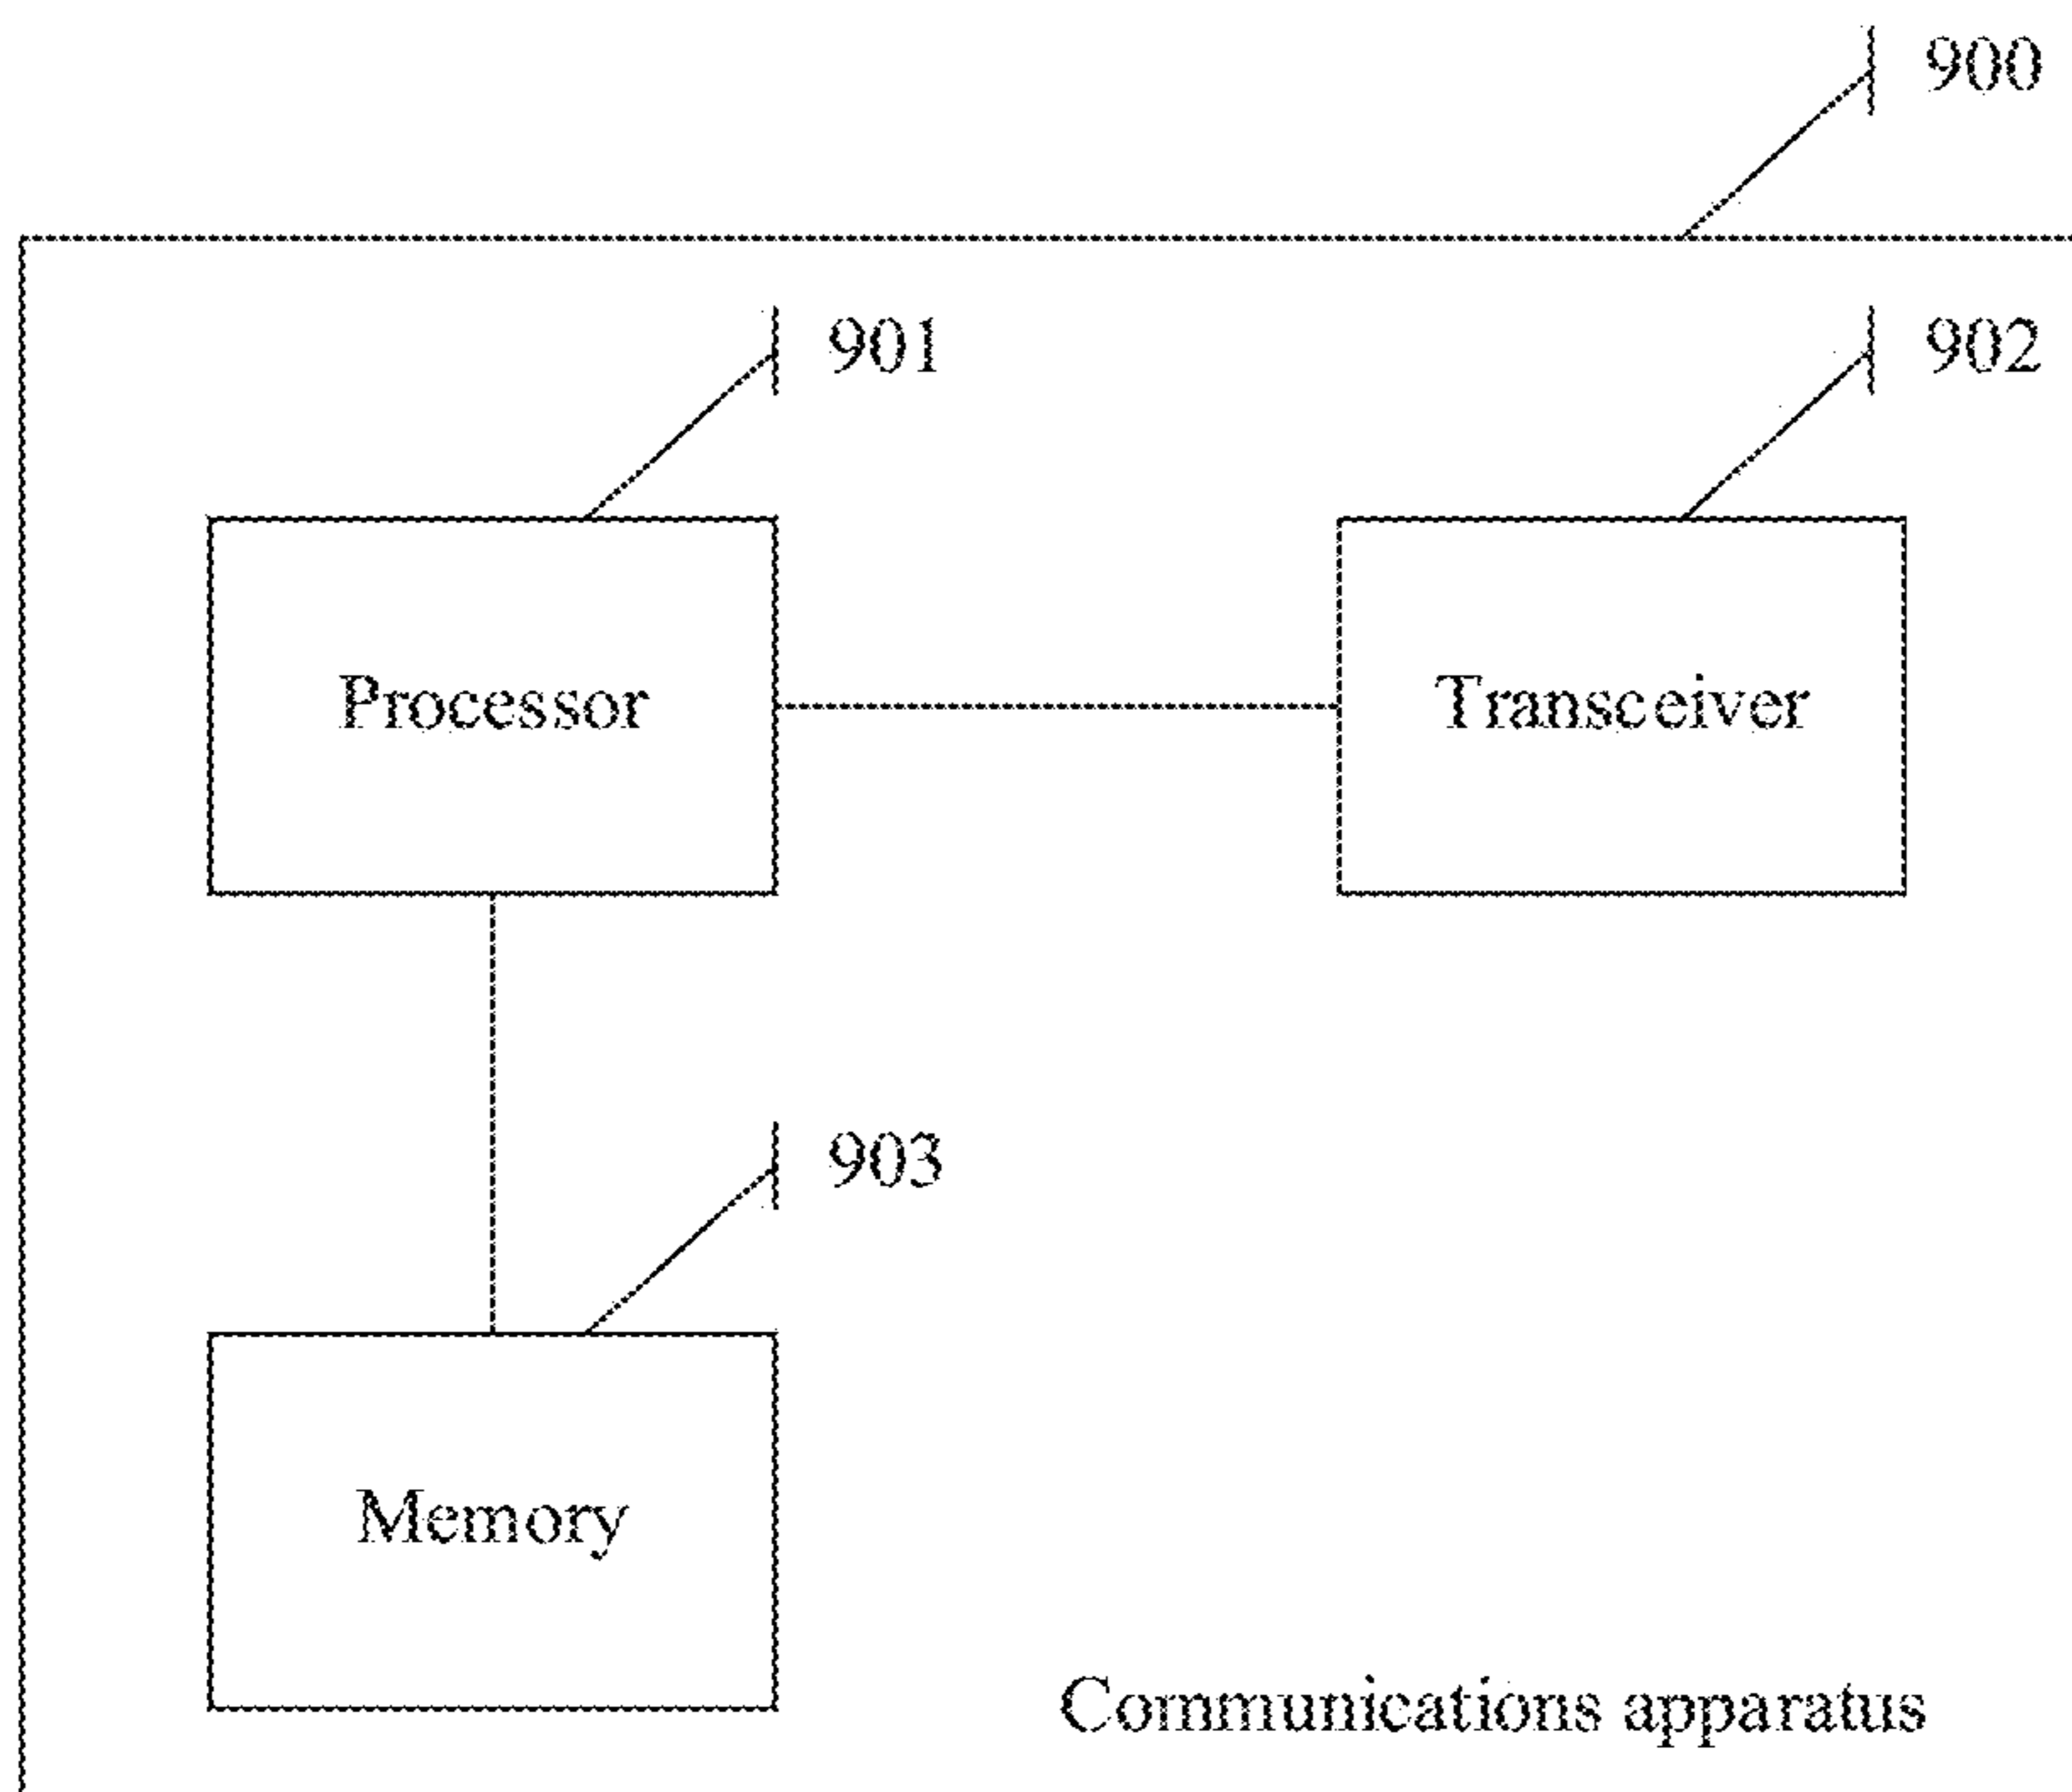 900
901
902
Processor
Transceiver
903
Memory
Communications apparatus